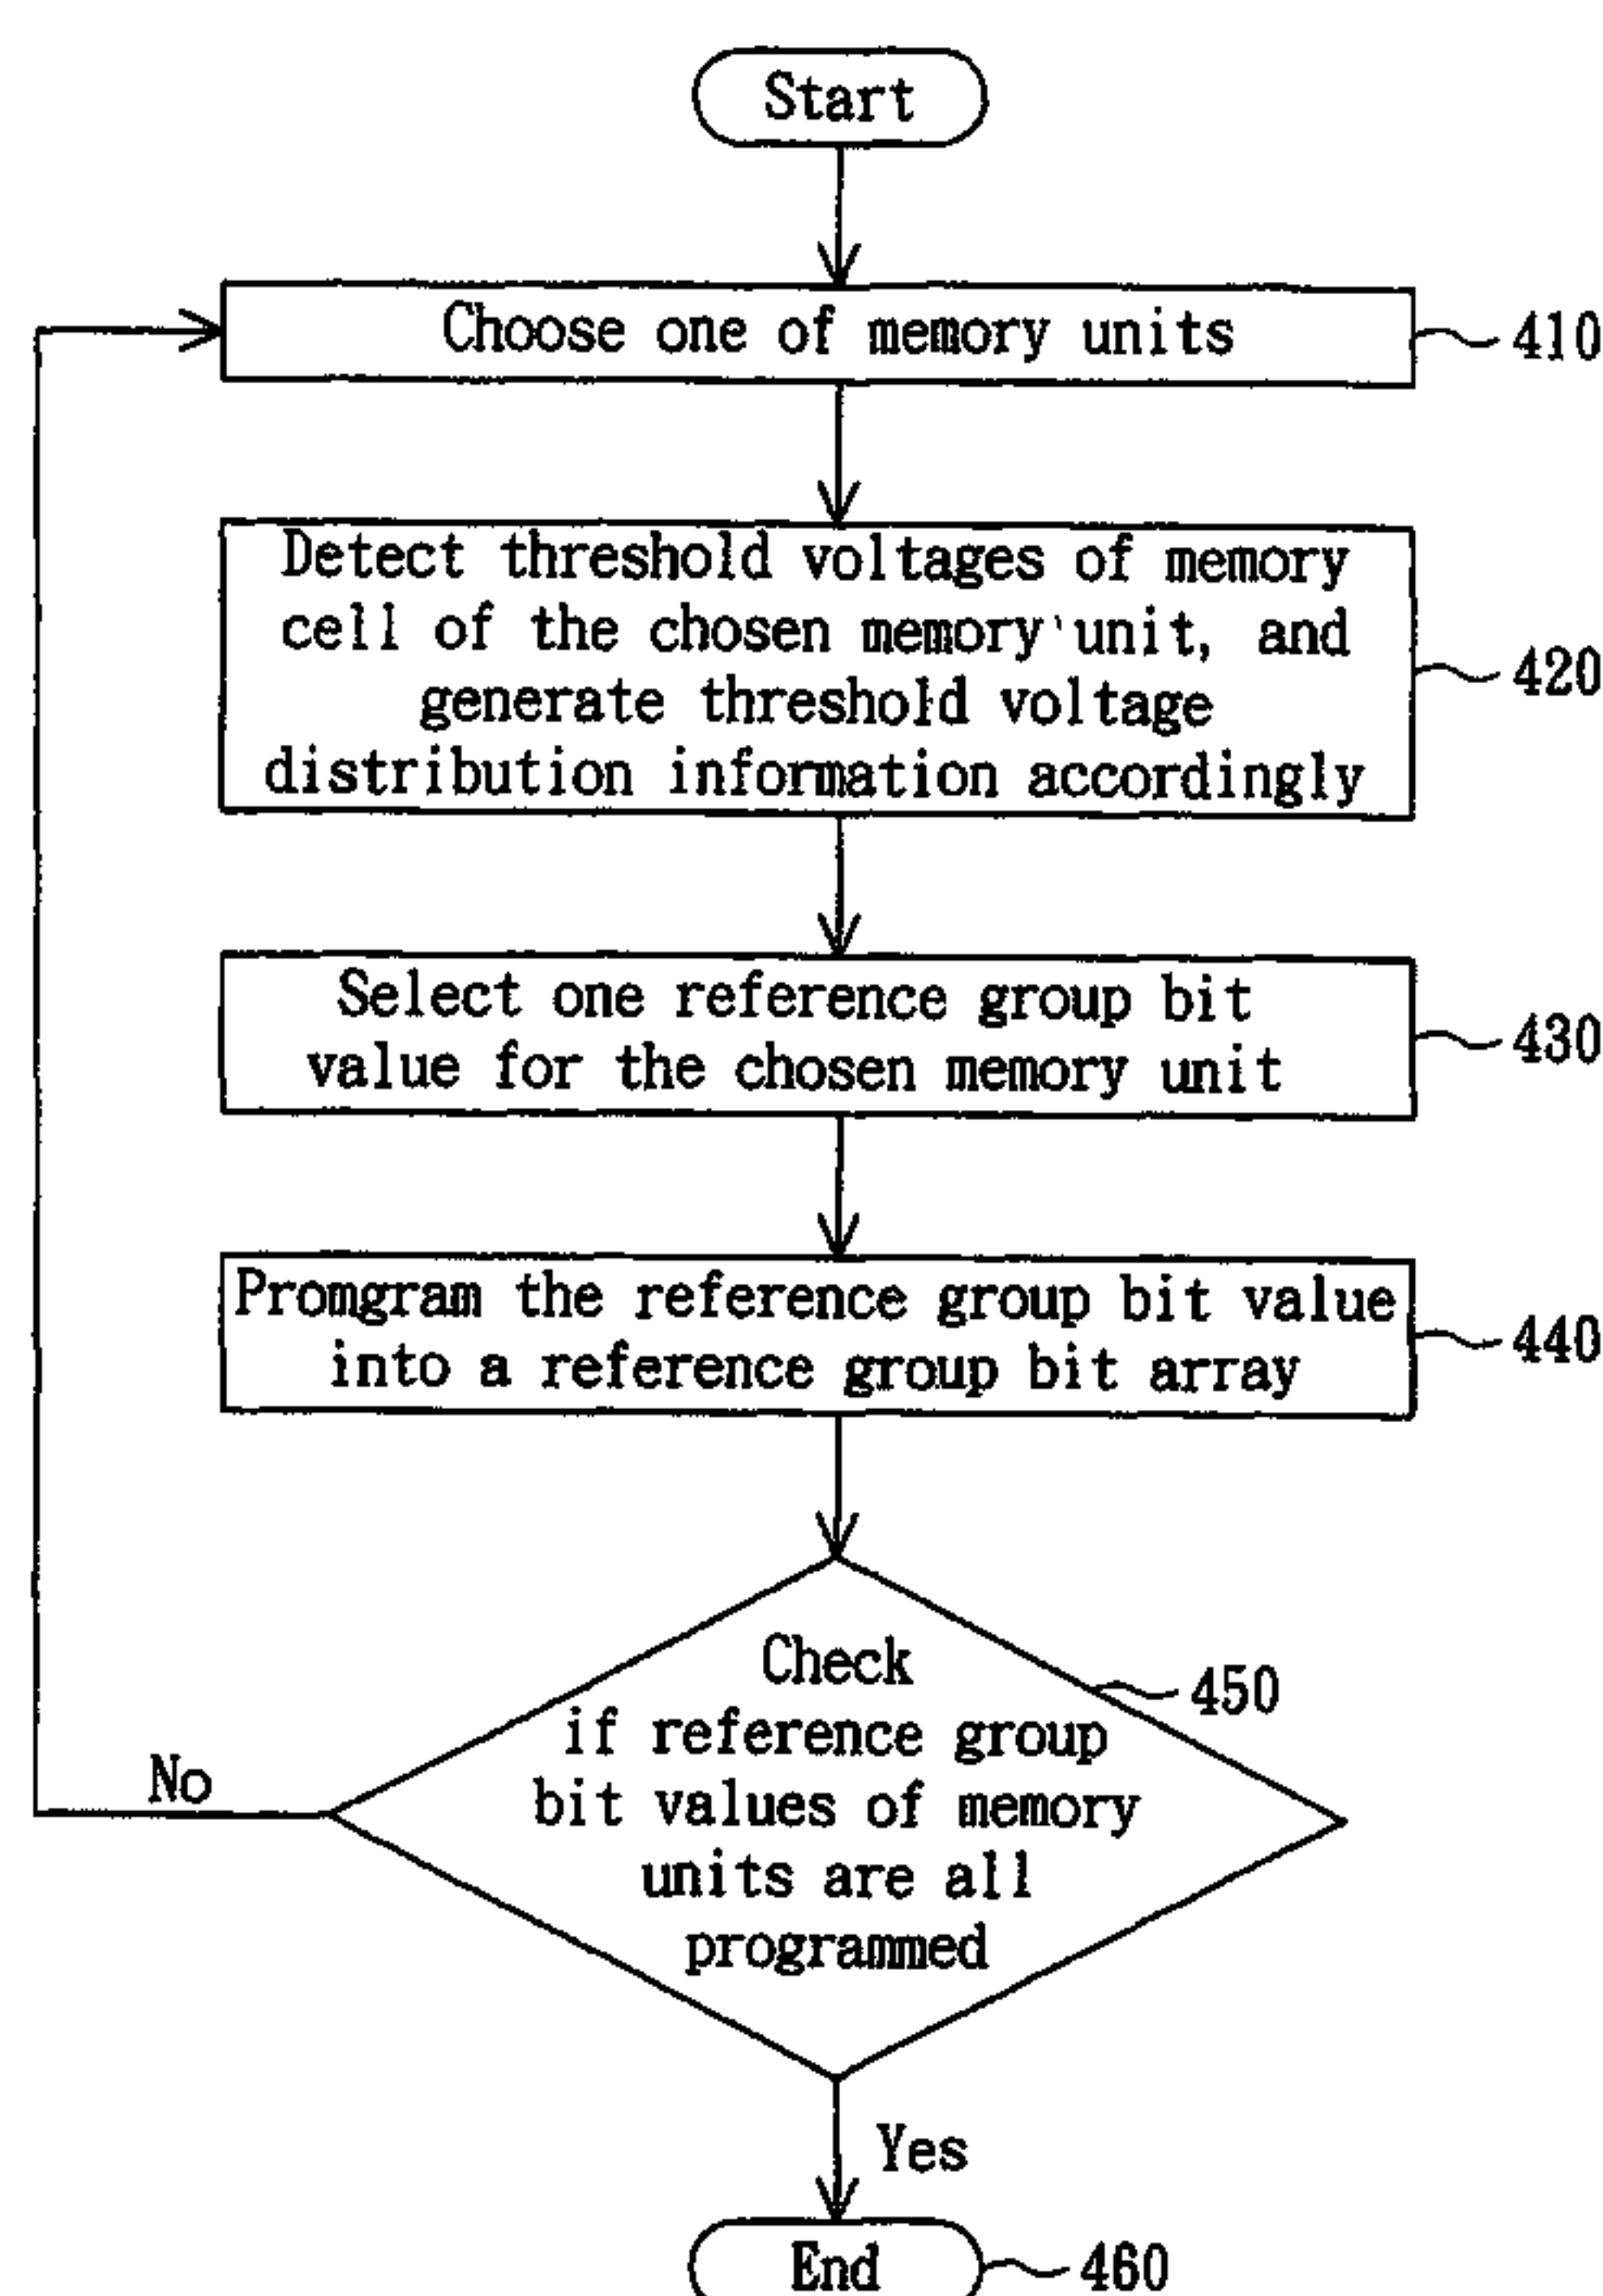 Start
Choose one of memory units
410
Detect threshold voltages of memory
cell of the chosen memory unit, and
generate threshold voltage
distribution information accordingly
420
Select one reference group bit
value for the chosen memory unit
430
Promgram the reference group bit value
into a reference group bit array
440
Check
if reference group
bit values of memory
units are all
programmed
450
No
Yes
End
460